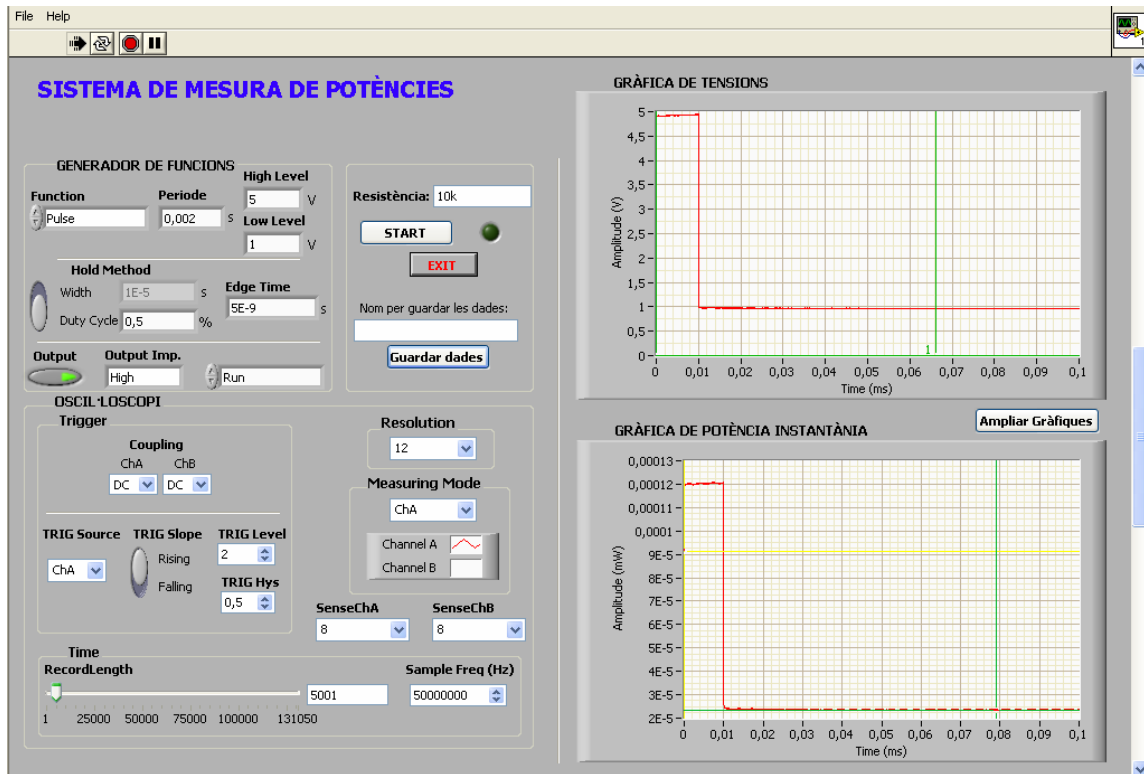 File Help
SISTEMA DE MESURA DE POTÈNCIES
GENERADOR DE FUNCIONS
Function
Pulse
Periode
0,002 s
High Level
5 V
Low Level
1 V
Hold Method
Width 1E-5 s
Duty Cycle 0,5 %
Edge Time
5E-9 s
Output
Output Imp.
High
Run
Resistència: 10k
START
EXIT
Nom per guardar les dades:
Guardar dades
OSCIL·LOSCOPI
Trigger
Coupling
ChA ChB
DC DC
TRIG Source
ChA
TRIG Slope
Rising
Falling
TRIG Level
2
TRIG Hys
0,5
Resolution
12
Measuring Mode
ChA
Channel A
Channel B
SenseChA
8
SenseChB
8
Time
RecordLength
1 25000 50000 75000 100000 131050
5001
Sample Freq (Hz)
50000000
GRÀFICA DE TENSIONS
Amplitude (V)
5
4,5
4
3,5
3
2,5
2
1,5
1
0,5
0
1
0 0,01 0,02 0,03 0,04 0,05 0,06 0,07 0,08 0,09 0,1
Time (ms)
Ampliar Gràfiques
GRÀFICA DE POTÈNCIA INSTANTÀNIA
Amplitude (mW)
0,00013
0,00012
0,00011
0,0001
9E-5
8E-5
7E-5
6E-5
5E-5
4E-5
3E-5
2E-5
0 0,01 0,02 0,03 0,04 0,05 0,06 0,07 0,08 0,09 0,1
Time (ms)
1